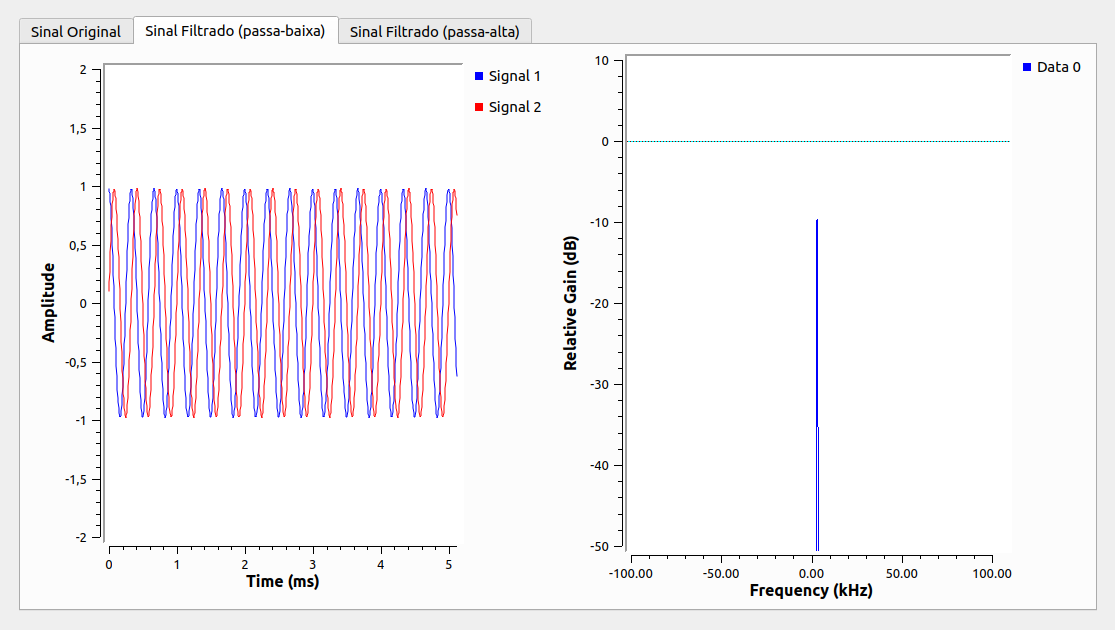 Sinal Original
Sinal Filtrado (passa-baixa)
Sinal Filtrado (passa-alta)
2
1,5
1
0,5
0
-0,5
-1
-1,5
-2
Amplitude
0
1
2
3
4
5
Time (ms)
Signal 1
Signal 2
10
0
-10
-20
-30
-40
-50
Relative Gain (dB)
-100.00
-50.00
0.00
50.00
100.00
Frequency (kHz)
Data 0